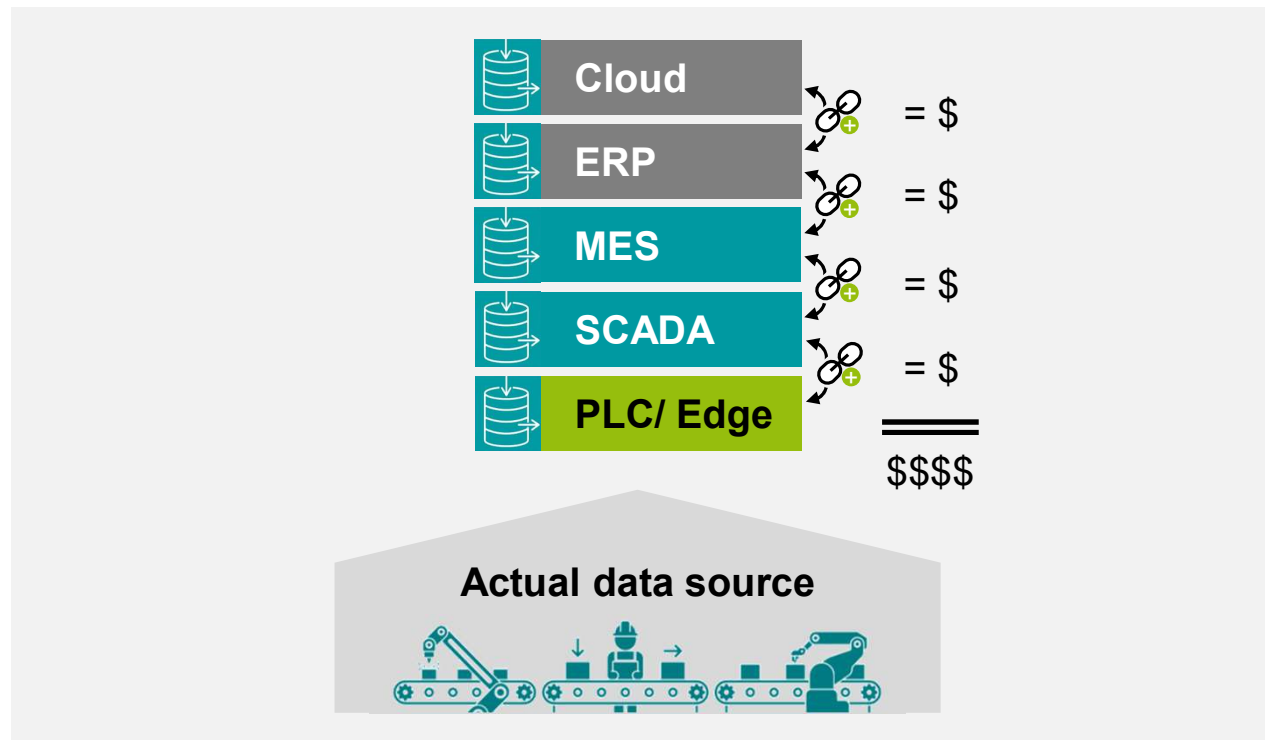 Cloud
= $
ERP
= $
MES
= $
SCADA
= $
PLC/ Edge
$$$$
Actual data source